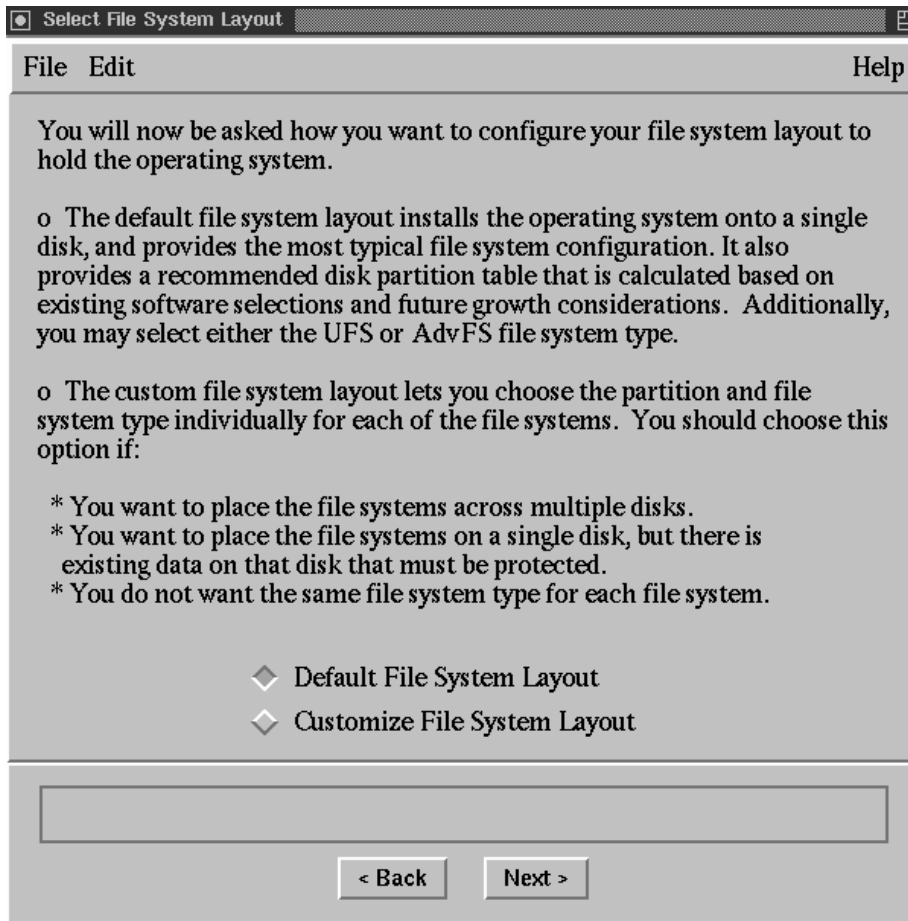 Select File System Layout
File Edit Help
You will now be asked how you want to configure your file system layout to
hold the operating system.
o The default file system layout installs the operating system onto a single
disk, and provides the most typical file system configuration. It also
provides a recommended disk partition table that is calculated based on
existing software selections and future growth considerations. Additionally,
you may select either the UFS or AdvFS file system type.
o The custom file system layout lets you choose the partition and file
system type individually for each of the file systems. You should choose this
option if:
* You want to place the file systems across multiple disks.
* You want to place the file systems on a single disk, but there is
existing data on that disk that must be protected.
* You do not want the same file system type for each file system.
Default File System Layout
Customize File System Layout
< Back Next >